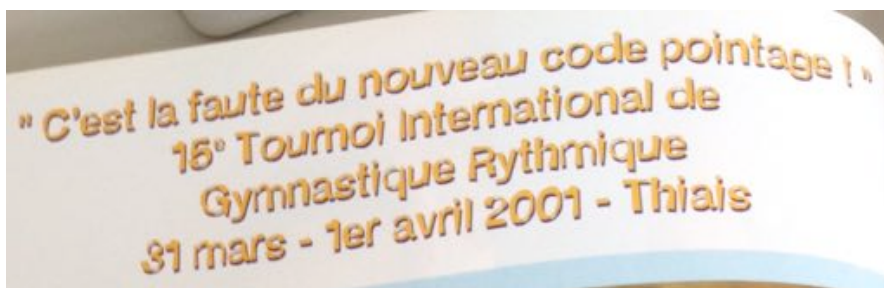 " C'est la faute du nouveau code pointage ! "
15e Tournoi International de
Gymnastique Rythmique
31 mars - 1er avril 2001 - Thiais